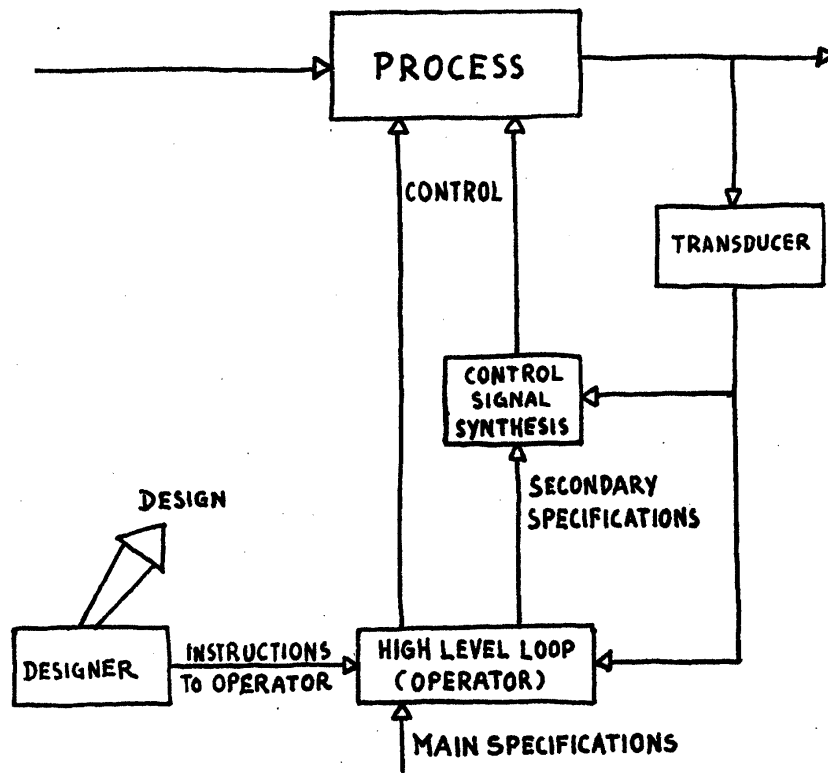 PROCESS
CONTROL
TRANSDUCER
CONTROL
SIGNAL
SYNTHESIS
SECONDARY
SPECIFICATIONS
DESIGN
DESIGNER
INSTRUCTIONS
TO OPERATOR
HIGH LEVEL LOOP
(OPERATOR)
MAIN SPECIFICATIONS